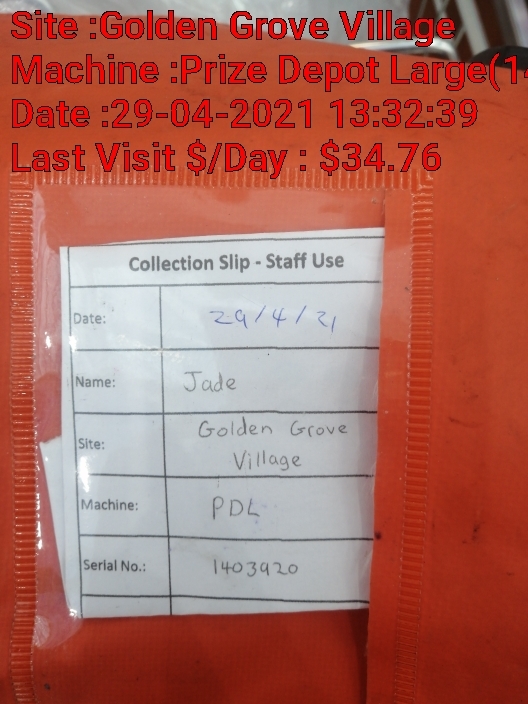 Site :Golden Grove Village
Machine :Prize Depot Large(14
Date :29-04-2021 13:32:39
Last Visit $/Day : $34.76
Collection Slip - Staff Use
Date: 29/4/21
Name: Jade
Site: Golden Grove
Village
Machine: PDL
Serial No.: 1403920